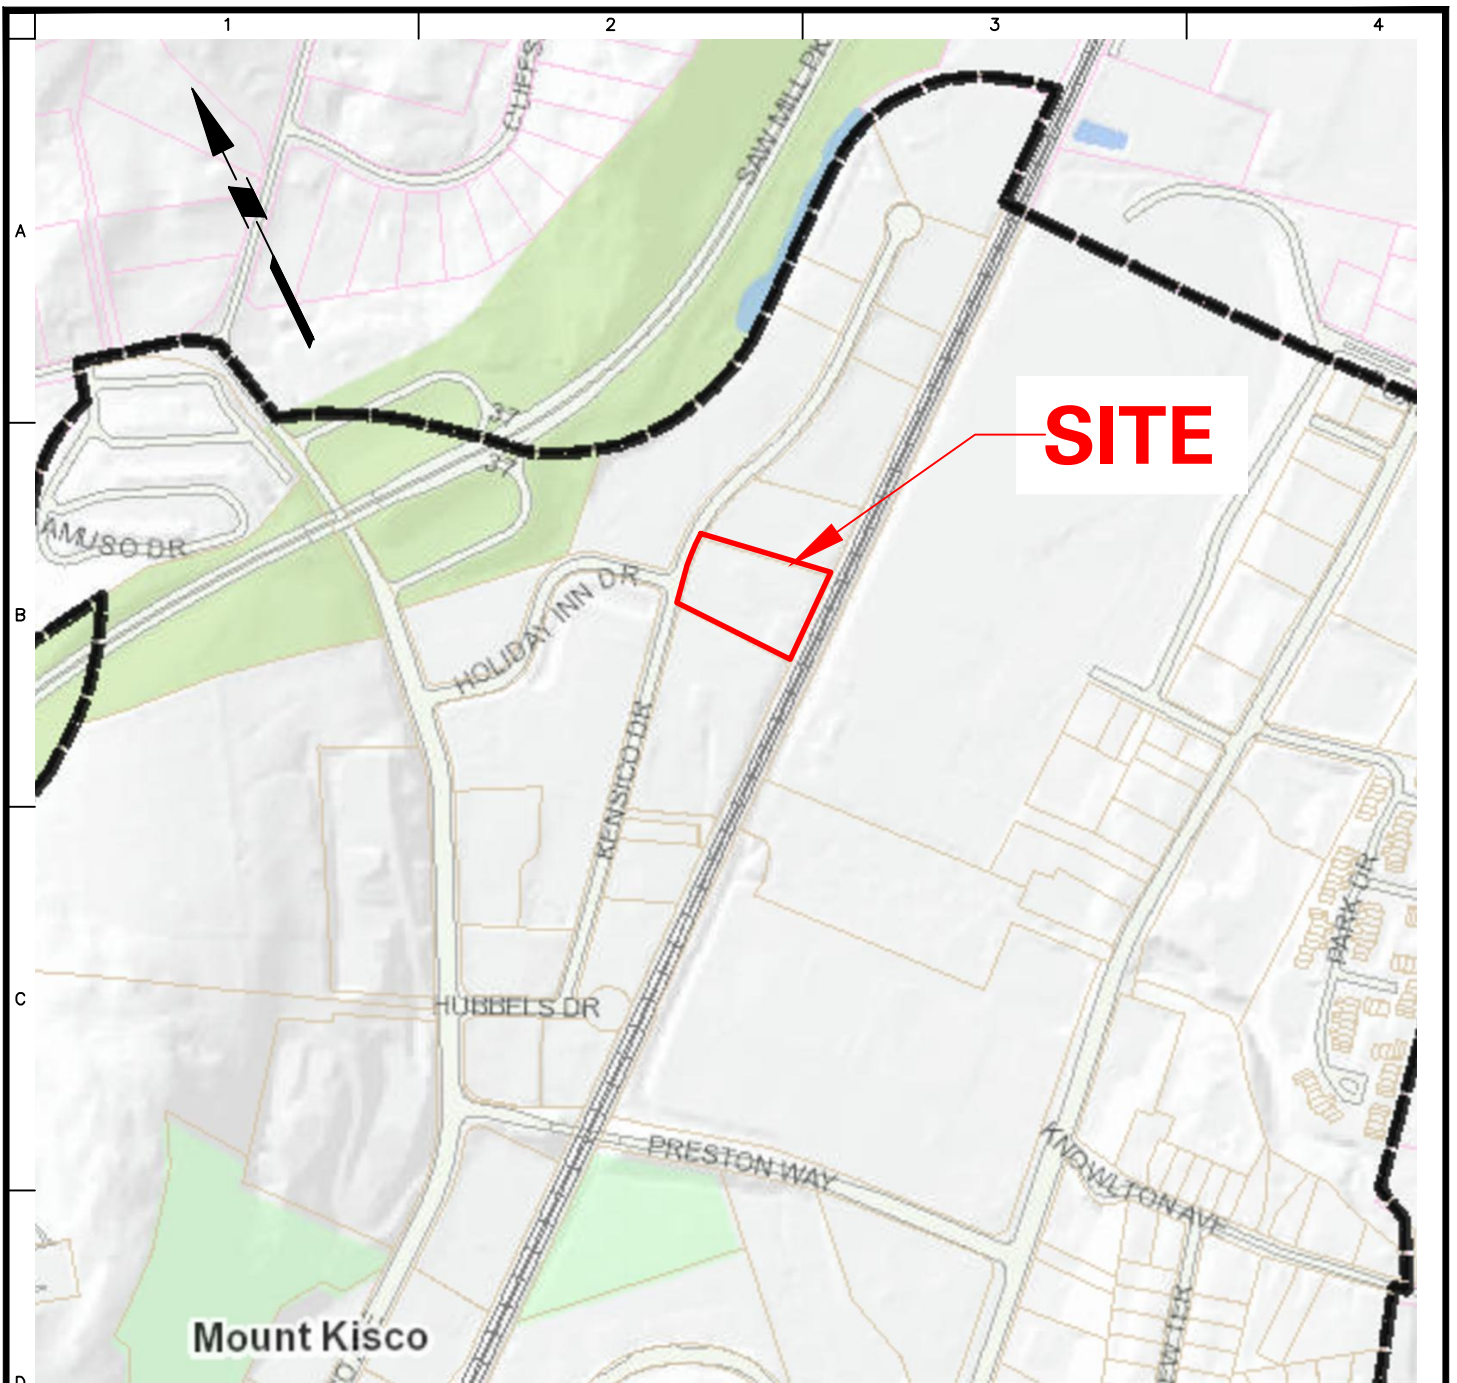 1
2
3
4
CLIFFS
SAW MILL PK
A
37
SITE
37
AMUSO DR
HOLIDAY INN DR
B
KENSICO DR
PARK DR
C
HUBBELS DR
KNOWLTON AVE
PRESTON WAY
Mount Kisco
D